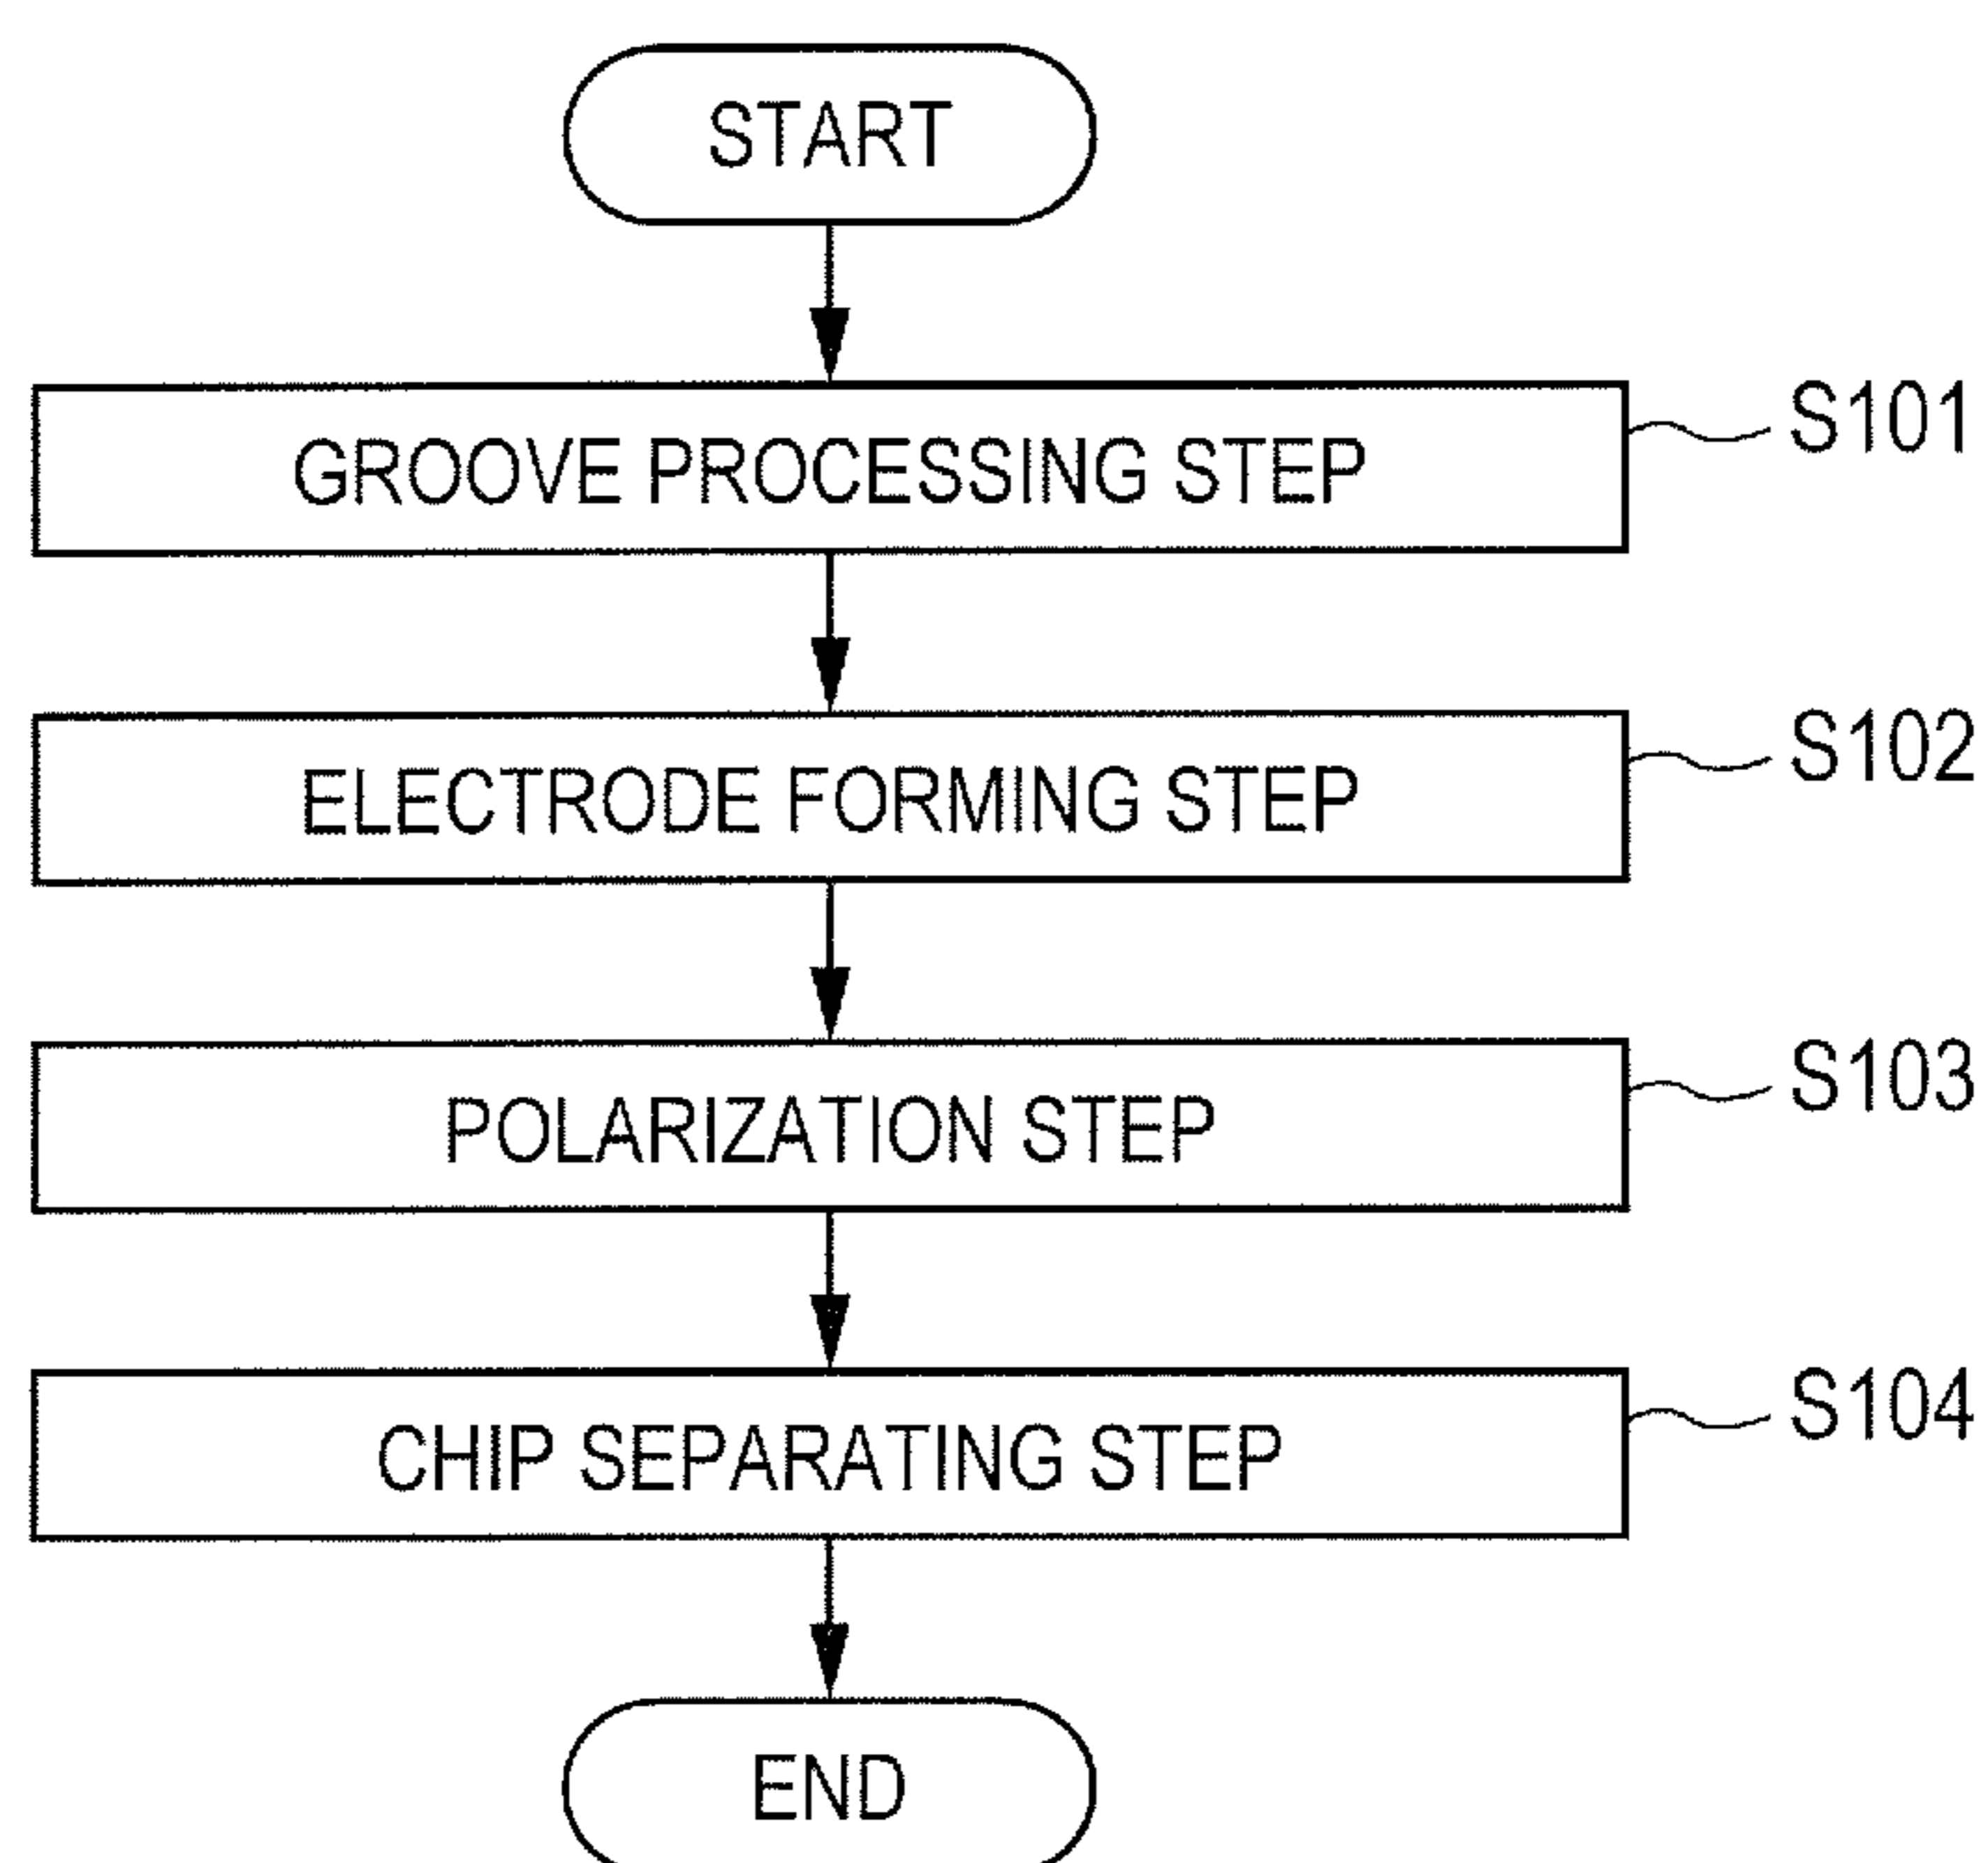 START
GROOVE PROCESSING STEP
S101
ELECTRODE FORMING STEP
S102
POLARIZATION STEP
S103
CHIP SEPARATING STEP
S104
END